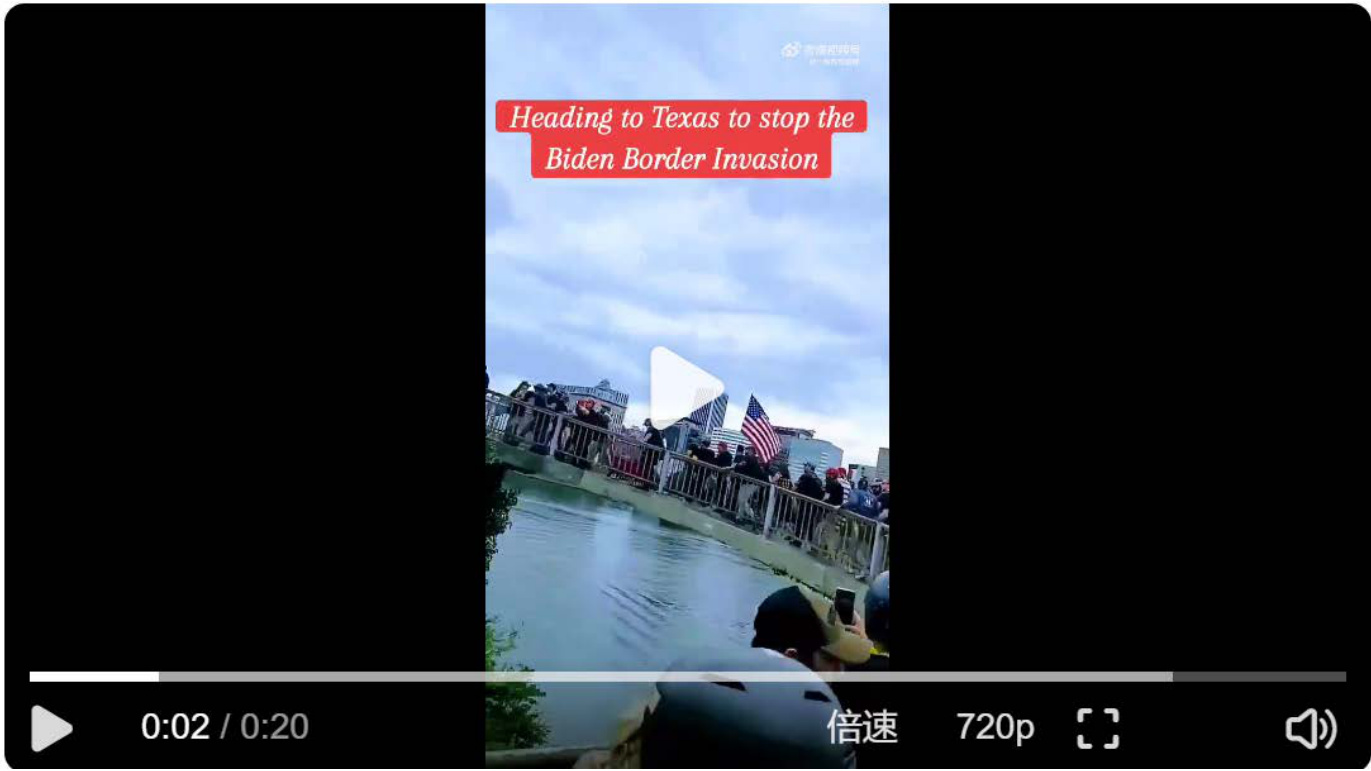 Heading to Texas to stop the
Biden Border Invasion
0:02 / 0:20
倍速
720p